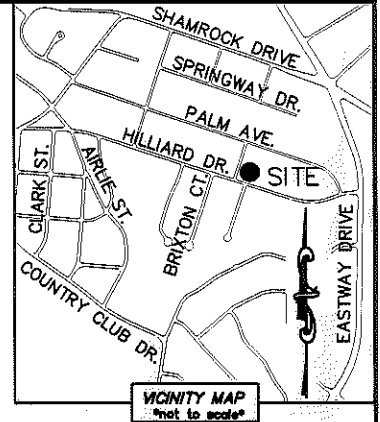 SHAMROCK DRIVE
SPRINGWAY DR.
PALM AVE.
HILLIARD DR.
SITE
CLARK ST.
AIRLIE ST.
BRIXTON CT.
EASTWAY DRIVE
COUNTRY CLUB DR.
VICINITY MAP
*not to scale*